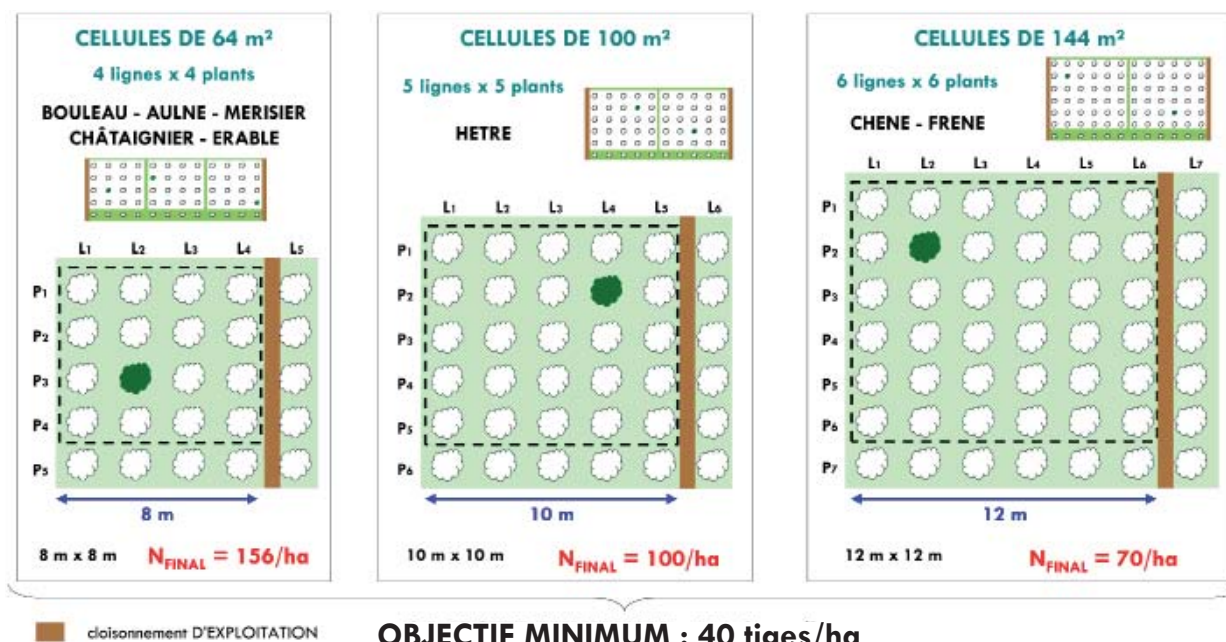 CELLULES DE 64 m²
4 lignes x 4 plants
BOULEAU - AULNE - MERISIER
CHÂTAIGNIER - ERABLE
L1 L2 L3 L4 L5
P1
P2
P3
P4
P5
8 m
8 m x 8 m NFINAL = 156/ha
CELLULES DE 100 m²
5 lignes x 5 plants
HETRE
L1 L2 L3 L4 L5 L6
P1
P2
P3
P4
P5
P6
10 m
10 m x 10 m NFINAL = 100/ha
CELLULES DE 144 m²
6 lignes x 6 plants
CHENE - FRENE
L1 L2 L3 L4 L5 L6 L7
P1
P2
P3
P4
P5
P6
P7
12 m
12 m x 12 m NFINAL = 70/ha
cloisonnement D'EXPLOITATION
OBJECTIF MINIMUM : 40 tiges/ha